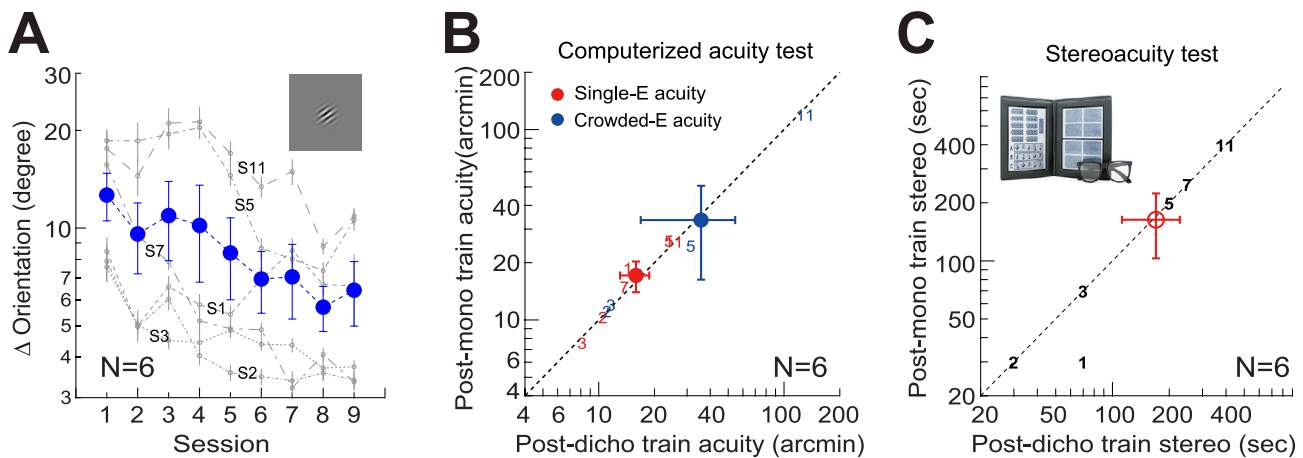 A
30
20
10
7
6
5
4
3
Δ Orientation (degree)
S11
S5
S7
S1
S3
S2
N=6
1 2 3 4 5 6 7 8 9
Session
B
Computerized acuity test
200
100
40
20
10
6
4
Post-mono train acuity(arcmin)
Single-E acuity
Crowded-E acuity
11
5
11
5
1
7
3
2
2
3
N=6
4 6 10 20 40 100 200
Post-dicho train acuity (arcmin)
C
Stereoacuity test
400
200
100
50
20
Post-mono train stereo (sec)
11
7
5
3
2
1
N=6
20 50 100 200 400
Post-dicho train stereo (sec)